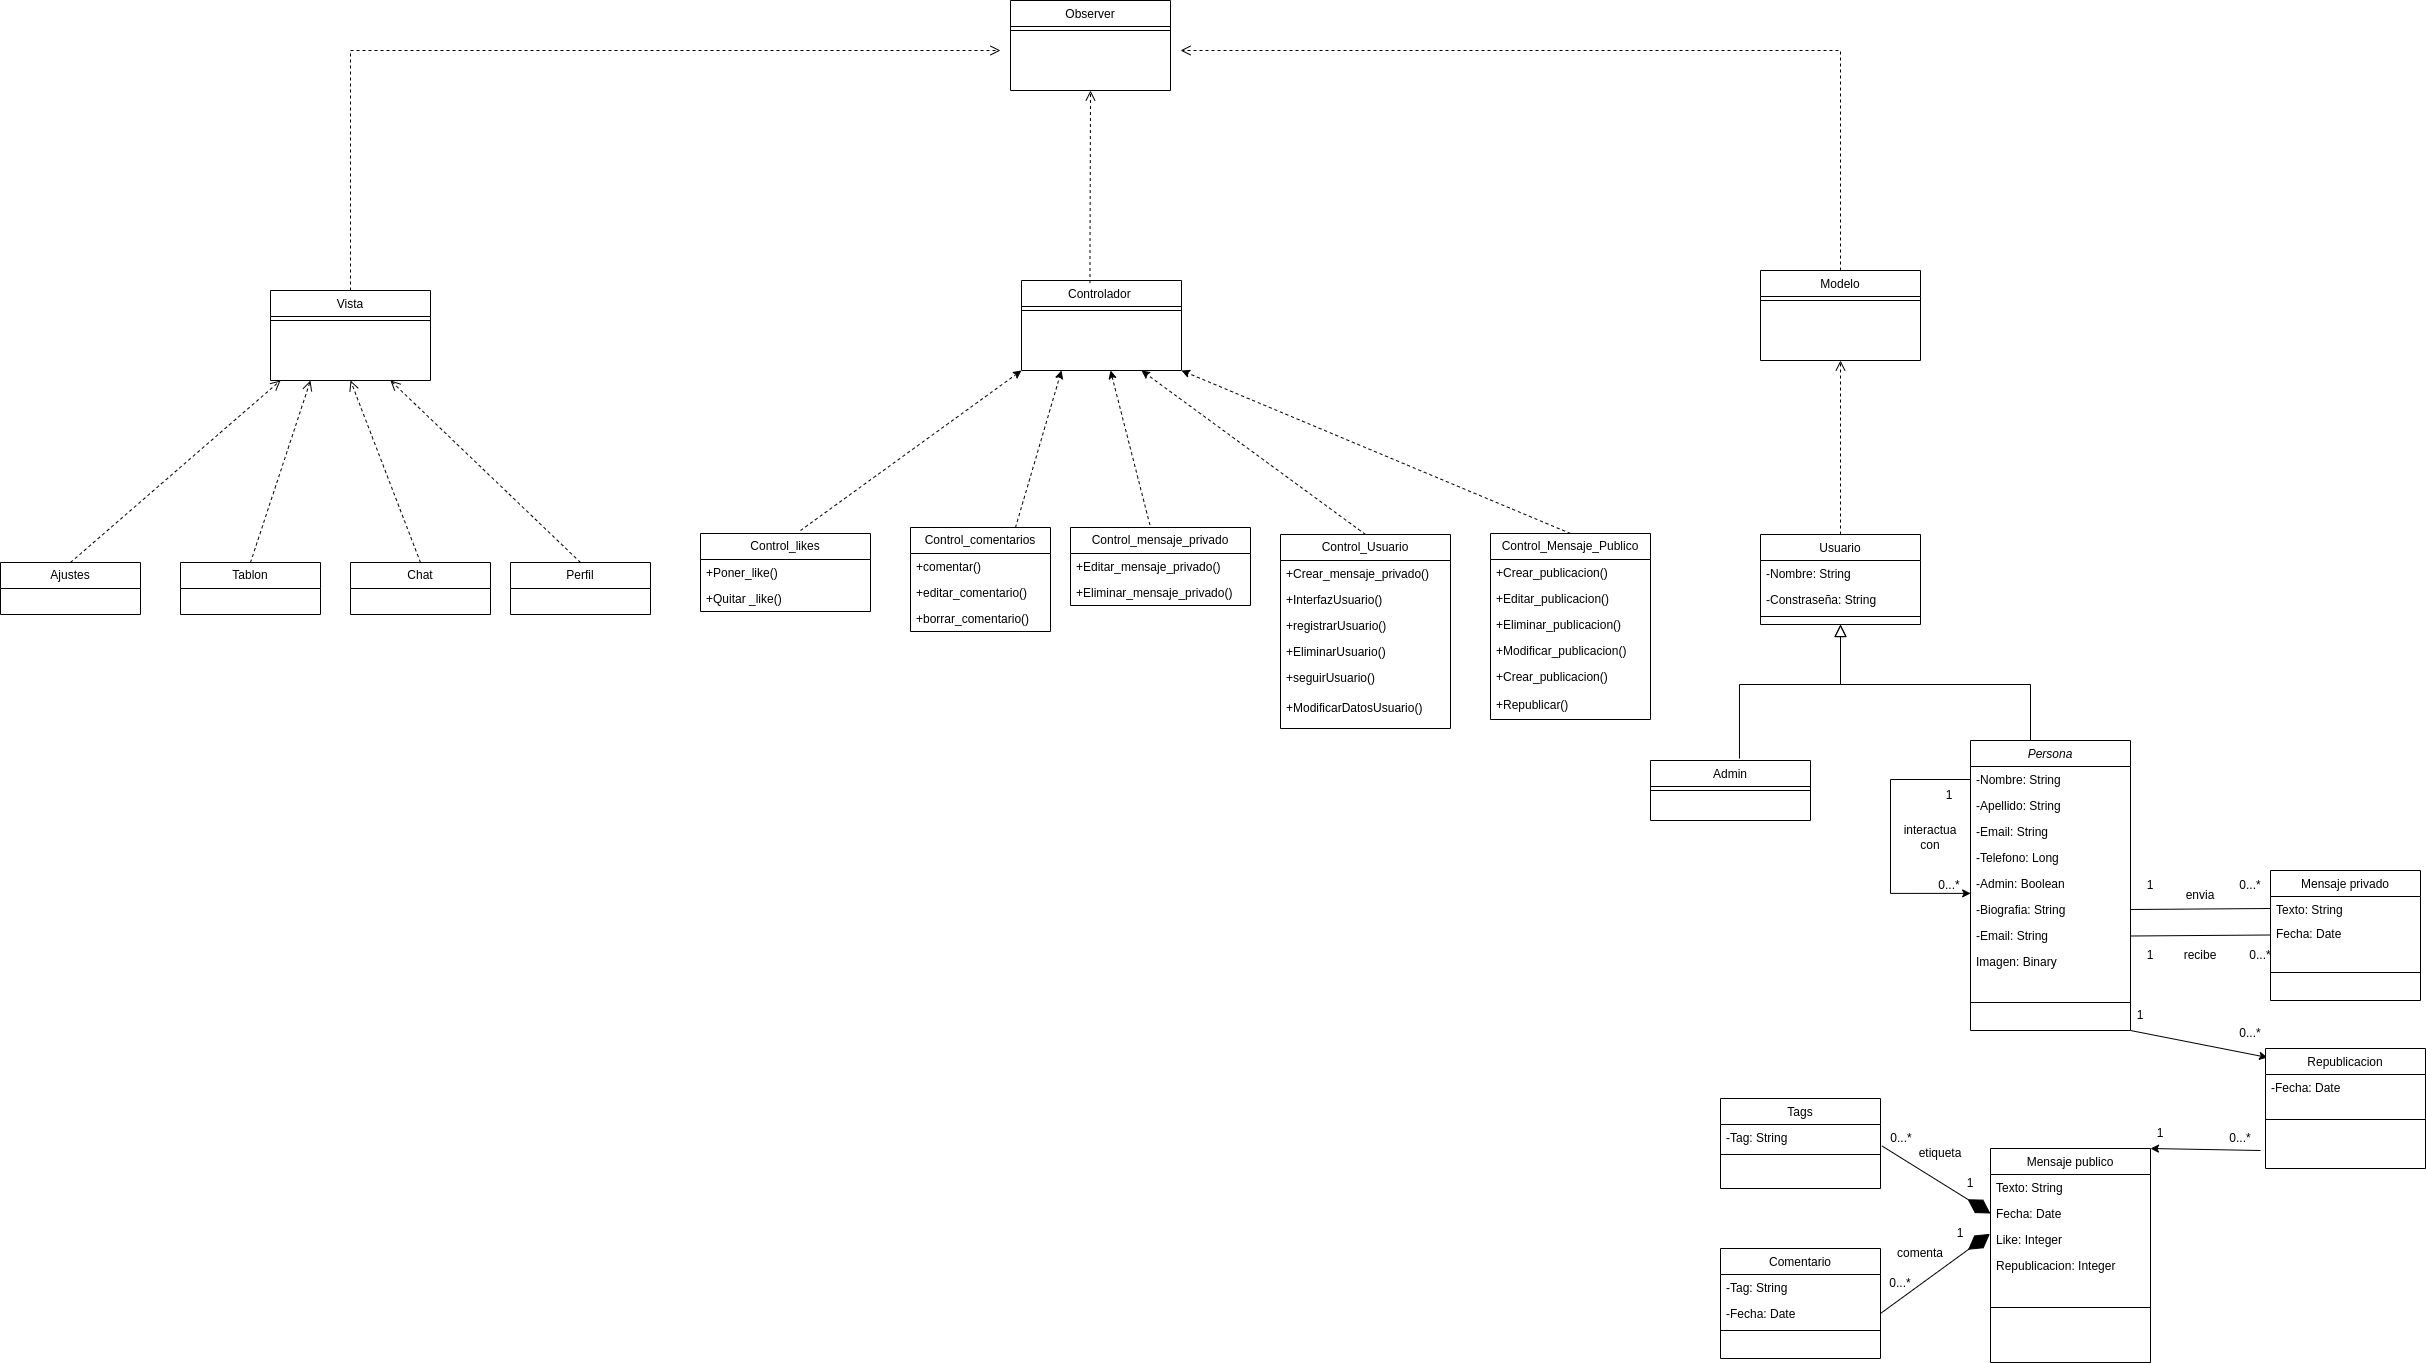 Observer
Vista
Controlador
Modelo
Ajustes
Tablon
Chat
Perfil
Control_likes
+Poner_like()
+Quitar _like()
Control_comentarios
+comentar()
+editar_comentario()
+borrar_comentario()
Control_mensaje_privado
+Editar_mensaje_privado()
+Eliminar_mensaje_privado()
Control_Usuario
+Crear_mensaje_privado()
+InterfazUsuario()
+registrarUsuario()
+EliminarUsuario()
+seguirUsuario()
+ModificarDatosUsuario()
Control_Mensaje_Publico
+Crear_publicacion()
+Editar_publicacion()
+Eliminar_publicacion()
+Modificar_publicacion()
+Crear_publicacion()
+Republicar()
Usuario
-Nombre: String
-Constraseña: String
Admin
Persona
-Nombre: String
-Apellido: String
-Email: String
-Telefono: Long
-Admin: Boolean
-Biografia: String
-Email: String
Imagen: Binary
1
interactua
con
0...*
1
envia
0...*
1
recibe
0...*
Mensaje privado
Texto: String
Fecha: Date
1
0...*
Republicacion
-Fecha: Date
1
0...*
Tags
-Tag: String
0...*
etiqueta
1
Mensaje publico
Texto: String
Fecha: Date
Like: Integer
Republicacion: Integer
1
comenta
0...*
Comentario
-Tag: String
-Fecha: Date